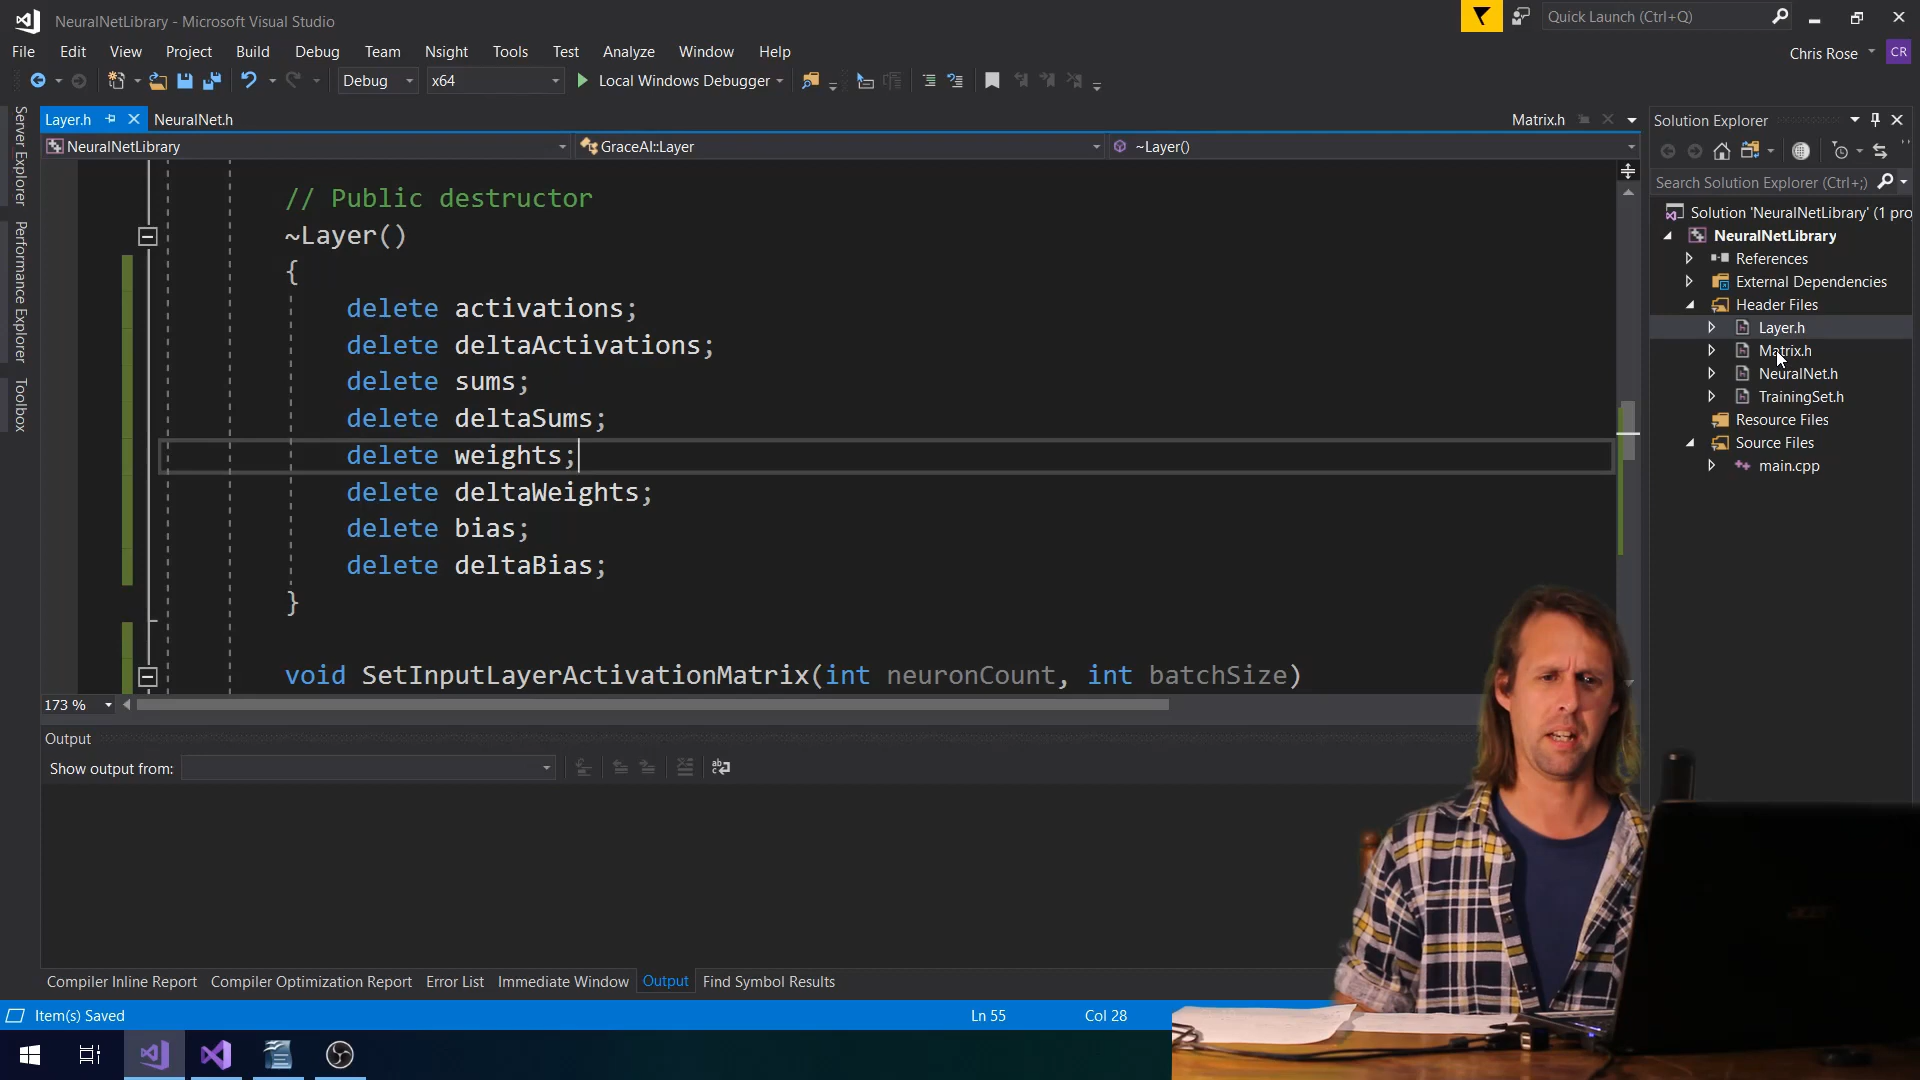 NeuralNetLibrary - Microsoft Visual Studio
Quick Launch (Ctrl+Q)
File Edit View Project Build Debug Team Nsight Tools Test Analyze Window Help
Chris Rose CR
Debug x64 Local Windows Debugger
Server Explorer
Performance Explorer
Toolbox
Layer.h NeuralNet.h Matrix.h
NeuralNetLibrary GraceAI::Layer ~Layer()
// Public destructor
~Layer()
{
delete activations;
delete deltaActivations;
delete sums;
delete deltaSums;
delete weights;
delete deltaWeights;
delete bias;
delete deltaBias;
}
void SetInputLayerActivationMatrix(int neuronCount, int batchSize)
173 %
Output
Show output from:
Compiler Inline Report Compiler Optimization Report Error List Immediate Window Output Find Symbol Results
Item(s) Saved Ln 55 Col 28
Solution Explorer
Search Solution Explorer (Ctrl+;)
Solution 'NeuralNetLibrary' (1 pro
NeuralNetLibrary
References
External Dependencies
Header Files
Layer.h
Matrix.h
NeuralNet.h
TrainingSet.h
Resource Files
Source Files
main.cpp